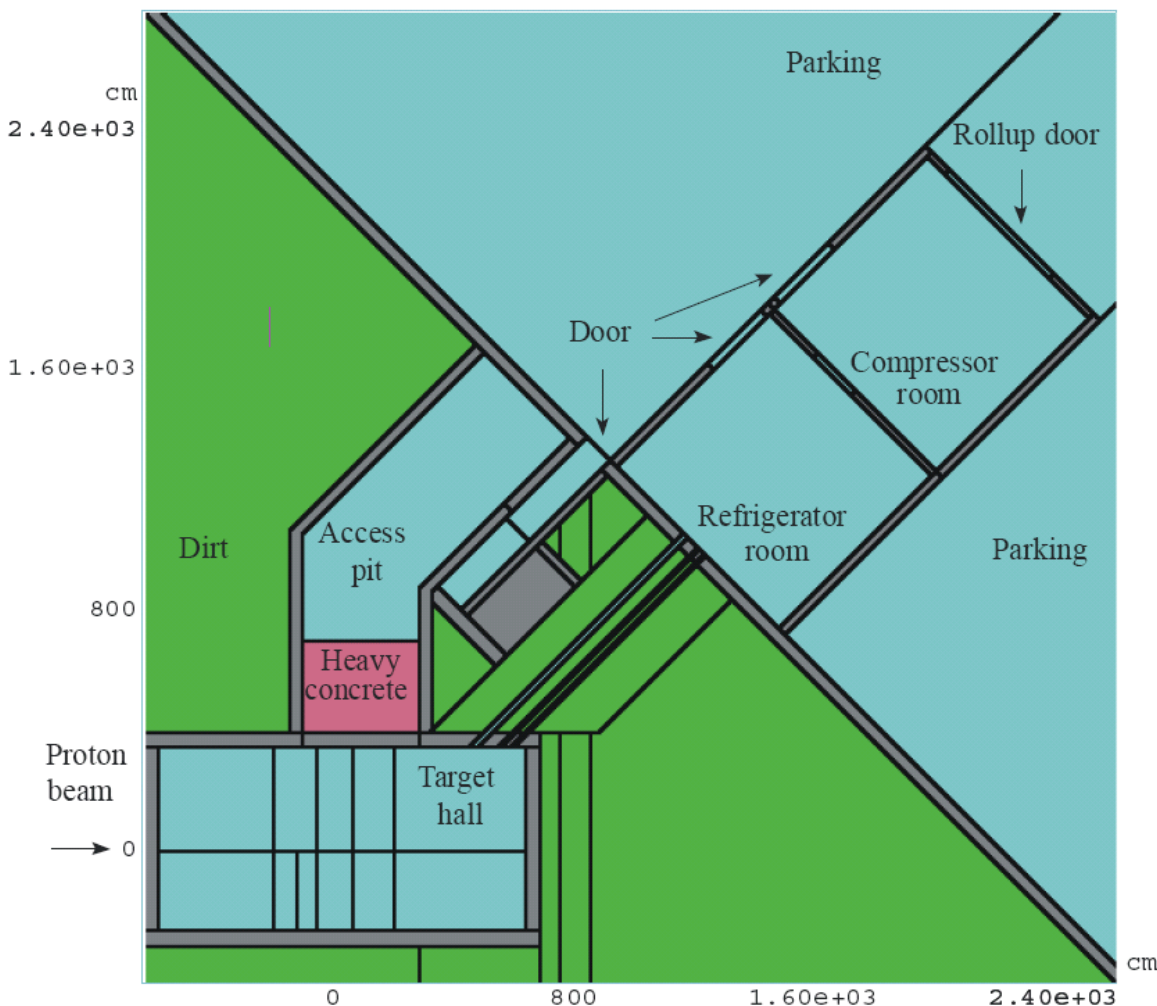 Parking
cm
2.40e+03
Rollup door
Door
1.60e+03
Compressor
room
Refrigerator
room
Access
pit
Dirt
Parking
800
Heavy
concrete
Proton
beam
Target
hall
0
cm
0
800
1.60e+03
2.40e+03